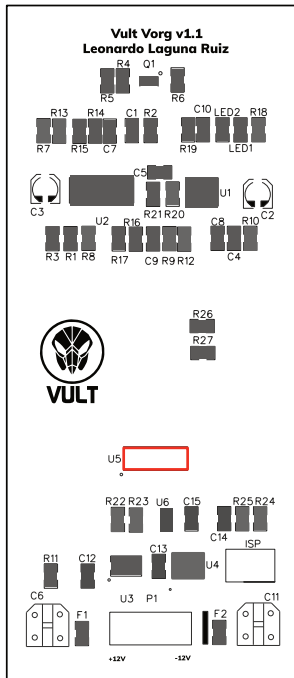 Vult Vorg v1.1
Leonardo Laguna Ruiz
R4 Q1
R5 R6
R13 R14 C1 R2 C10 LED2 R18
R7 R15 C7 R19 LED1
C5
C3 R21 R20 U1 C2
U2 R16 C8 R10
R3 R1 R8 R17 C9 R9 R12 C4
R26
R27
VULT
U5
R22 R23 U6 C15 R25 R24
C14
R11 C12 C13 U4 ISP
C6 C11
F1 U3 P1 F2
+12V -12V